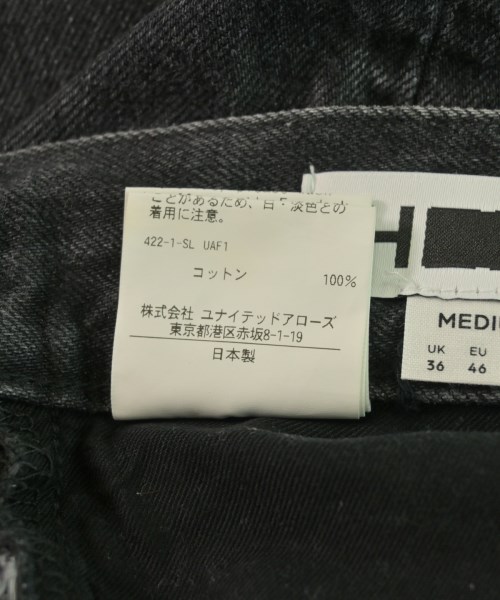 ことがあるため、白・淡色との
着用に注意。
422-1-SL UAF1
コットン 100%
株式会社 ユナイテッドアローズ
東京都港区赤坂8-1-19
日本製
UK EU
36 46